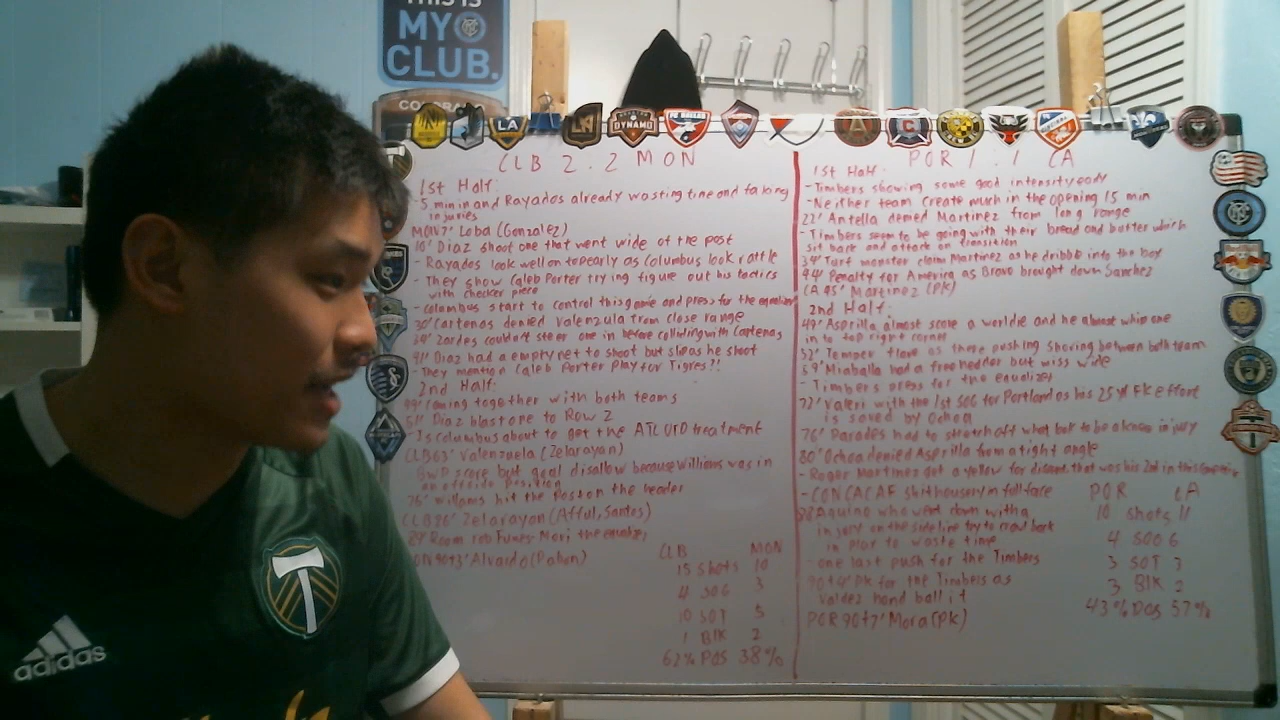 THIS IS
MY
CLUB.
COLORADO
LA
DYNAMO
CLB 2.2 MON
1st Half:
- 5 min in and Rayados already wasting time and faking
injuries
MON 7' Loba (Gonzalez)
10' Diaz shoot one that went wide of the post
- Rayados look well on top early as Columbus look rattle
- They show Caleb Porter trying figure out his tactics
with checker piece
Columbus start to control this game and press for the equalizer
30' Cartenas denied Valenzula from close range
39' Zardes couldn't steer one in before colliding with Cartenas
41' Diaz had a empty net to shoot but slips as he shoot
- They mention Caleb Porter play for Tigres?!
2nd Half:
49' Coming together with both teams
51' Diaz blast one to Row Z
- Is Columbus about to get the ATL UTD treatment
CLB 63' Valenzuela (Zelarayan)
GWP score but goal disallow because Williams was in
an offside position
76' Williams hit the post on the header
CLB 86' Zelarayan (Afful, Santos)
89' Room rob Funes Mori the equalizer
MON 90+3' Alvardo (Pabon)
CLB MON
15 Shots 10
4 SOG 3
10 SOT 5
1 Blk 2
62% POS 38%
POR 1.1 CA
1st Half:
- Timbers showing some good intensity early
- Neither team create much in the opening 15 min
22' Antella denied Martinez from long range
- Timbers seem to be going with their bread and butter which
sit back and attack on transition
34' Turf monster claim Martinez as he dribble into the box
44' Penalty for America as Bravo brought down Sanchez
CA 45' Martinez (PK)
2nd Half:
49' Asprilla almost score a worldie and he almost whip one
in to top right corner
52' Temper flare as there pushing shoving between both team
59' Miraballa had a free header but miss wide
- Timbers press for the equalizer
72' Valeri with the 1st SOG for Portland as his 25 yd FK effort
is saved by Ochoa
76' Parades had to stretch off what look to be a knee injury
80' Ochoa denied Asprilla from a tight angle
- Roger Martinez get a yellow for dissent that was his 2nd in this
- CONCACAF shithousery in full face
88' Aquino who went down with a
injury on the sideline try to crawl back
in play to waste time
- one last push for the Timbers
90+4' PK for the Timbers as
Valdez hand ball it
POR 90+7' Mora (PK)
POR CA
10 shots 11
4 SOG 6
3 SOT 3
3 Blk 2
43% POS 57%
adidas